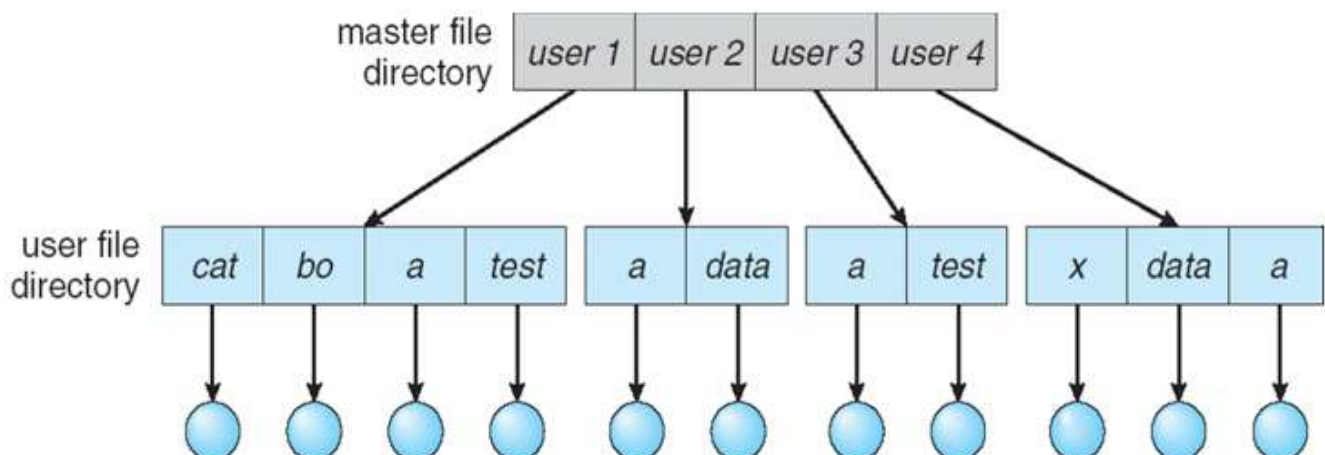 master file
directory
user 1 user 2 user 3 user 4
user file
directory
cat bo a test a data a test x data a